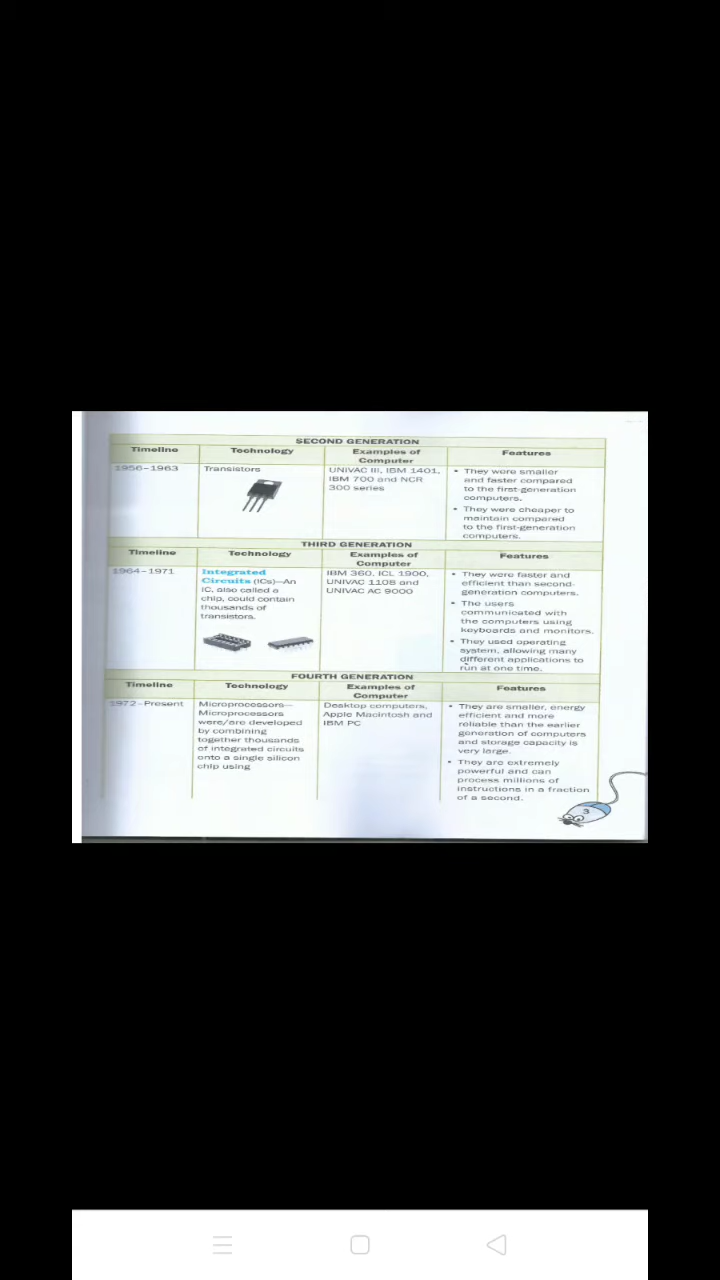 SECOND GENERATION
Timeline
Technology
Examples of
Computer
Features
1956–1963
Transistors
UNIVAC III, IBM 1401,
IBM 700 and NCR
300 series
• They were smaller
and faster compared
to the first-generation
computers.
• They were cheaper to
maintain compared
to the first-generation
computers.
THIRD GENERATION
Timeline
Technology
Examples of
Computer
Features
1964–1971
Integrated
Circuits (ICs)—An
IC, also called a
chip, could contain
thousands of
transistors.
IBM 360, ICL 1900,
UNIVAC 1108 and
UNIVAC AC 9000
• They were faster and
efficient than second-
generation computers.
• The users
communicated with
the computers using
keyboards and monitors.
• They used operating
system, allowing many
different applications to
run at one time.
FOURTH GENERATION
Timeline
Technology
Examples of
Computer
Features
1972–Present
Microprocessors—
Microprocessors
were/are developed
by combining
together thousands
of integrated circuits
onto a single silicon
chip using
Desktop computers,
Apple Macintosh and
IBM PC
• They are smaller, energy
efficient and more
reliable than the earlier
generation of computers
and storage capacity is
very large.
• They are extremely
powerful and can
process millions of
instructions in a fraction
of a second.
3